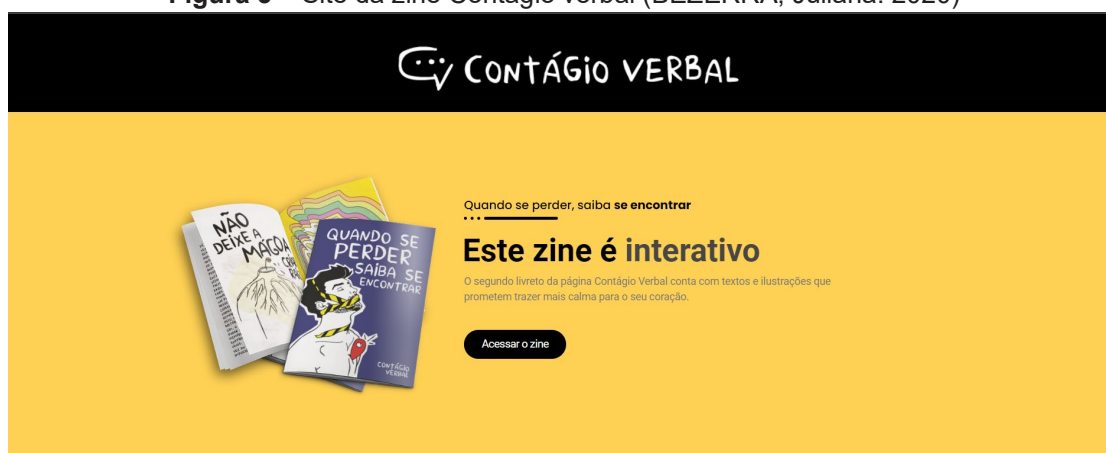 CONTÁGIO VERBAL
Quando se perder, saiba se encontrar
Este zine é interativo
O segundo livreto da página Contágio Verbal conta com textos e ilustrações que
prometem trazer mais calma para o seu coração.
Acessar o zine
NÃO
DEIXE A
MÁGOA
QUANDO SE
PERDER
SAIBA SE
ENCONTRAR
CONTÁGIO
VERBAL